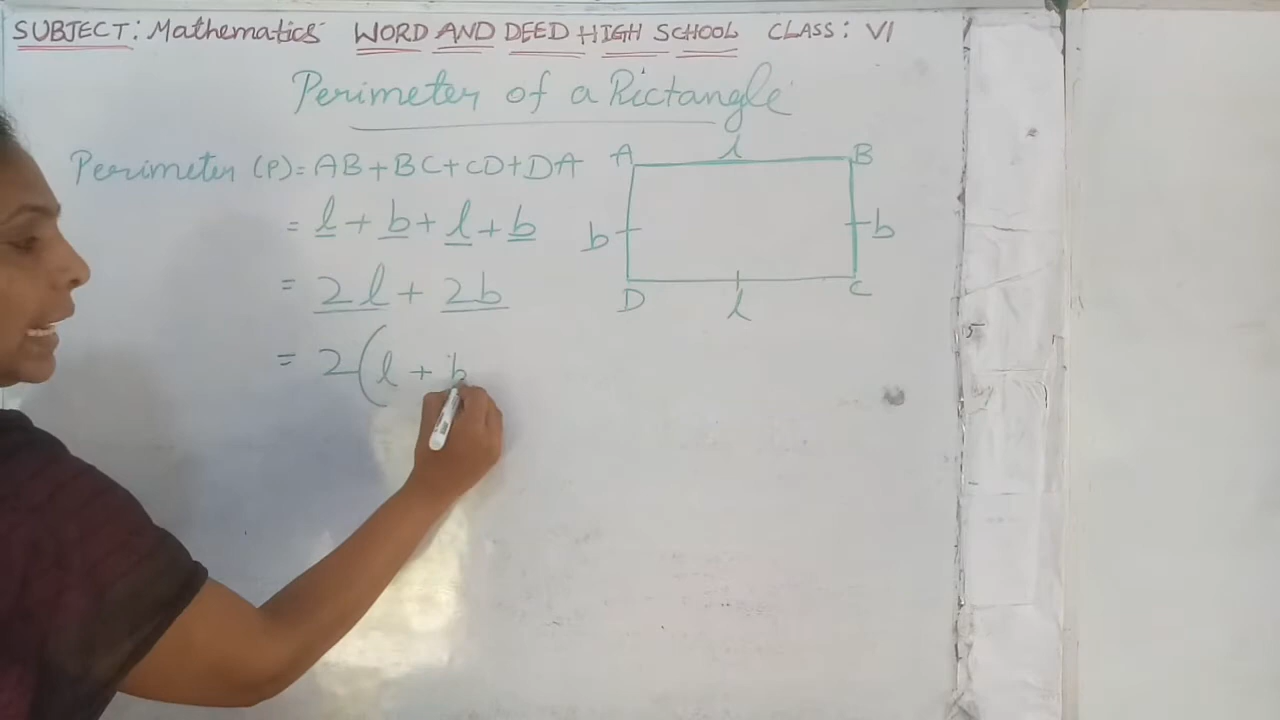 SUBJECT: Mathematics WORD AND DEED HIGH SCHOOL CLASS: VI
Perimeter of a Rictangle
Perimeter (P) = AB + BC + CD + DA
= l + b + l + b
= 2l + 2b
= 2(l + b
A l B
b b
D l C